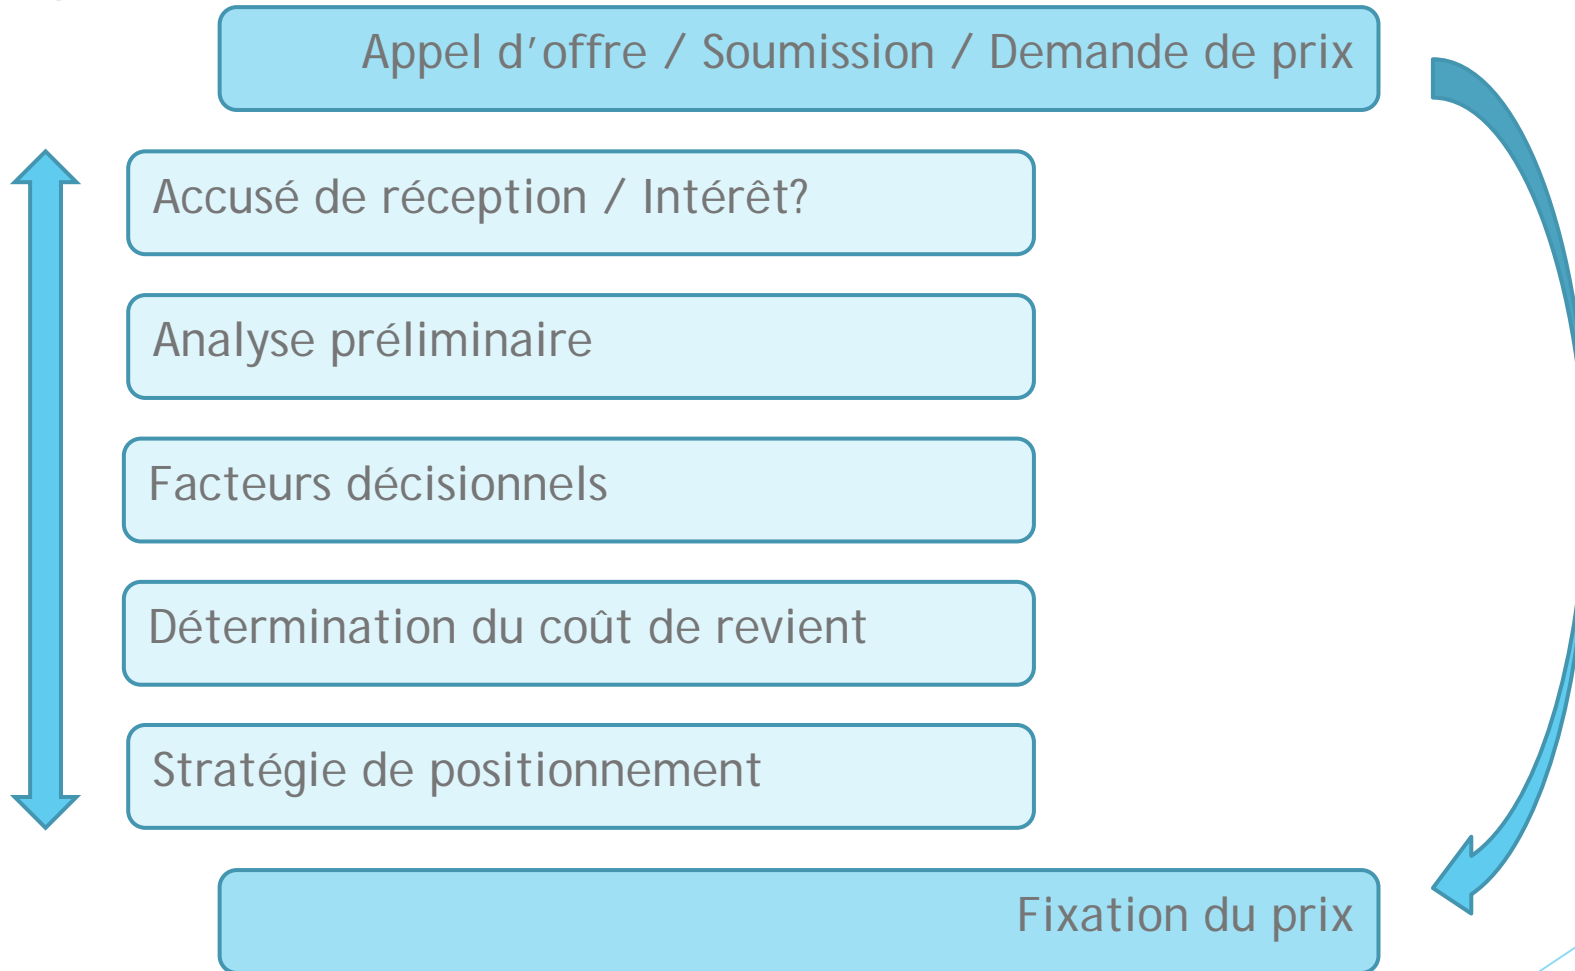 Appel d’offre / Soumission / Demande de prix
Accusé de réception / Intérêt?
Analyse préliminaire
Facteurs décisionnels
Détermination du coût de revient
Stratégie de positionnement
Fixation du prix